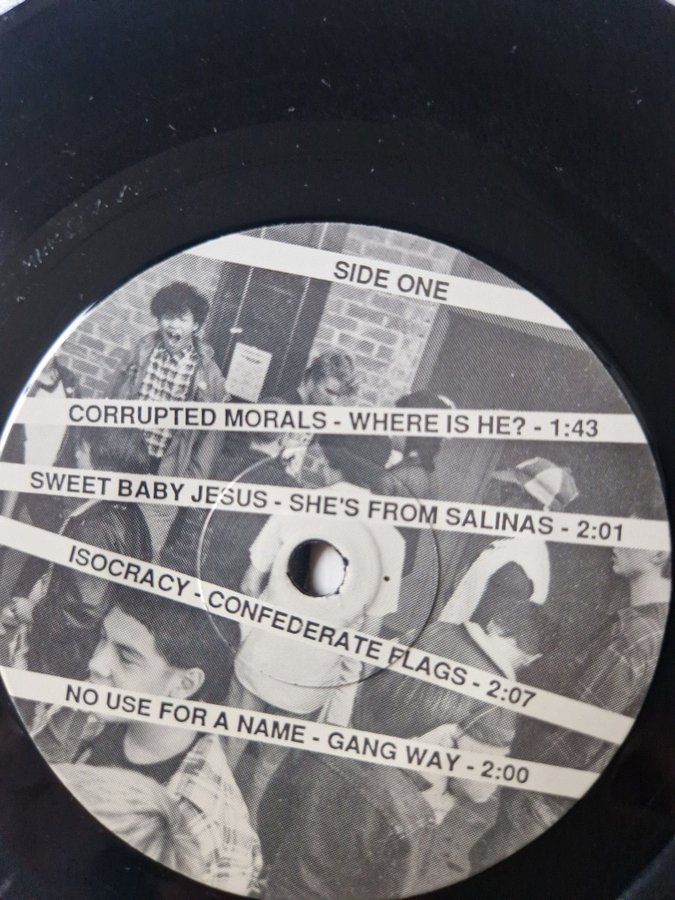 SIDE ONE
CORRUPTED MORALS - WHERE IS HE? - 1:43
SWEET BABY JESUS - SHE'S FROM SALINAS - 2:01
ISOCRACY - CONFEDERATE FLAGS - 2:07
NO USE FOR A NAME - GANG WAY - 2:00